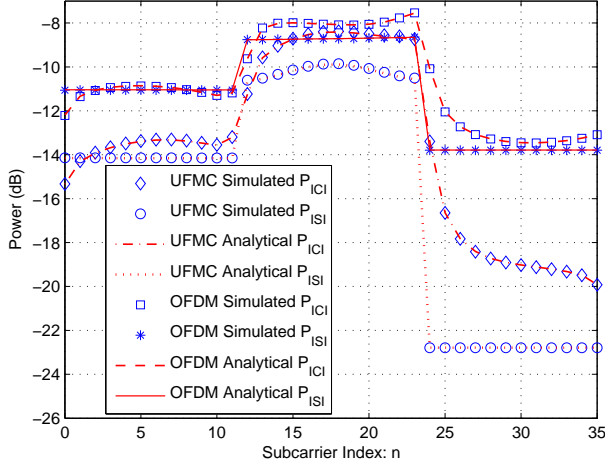 −8
−10
−12
−14
−16
−18
−20
−22
−24
−26
Power (dB)
UFMC Simulated P_ICI
UFMC Simulated P_ISI
UFMC Analytical P_ICI
UFMC Analytical P_ISI
OFDM Simulated P_ICI
OFDM Simulated P_ISI
OFDM Analytical P_ICI
OFDM Analytical P_ISI
0 5 10 15 20 25 30 35
Subcarrier Index: n